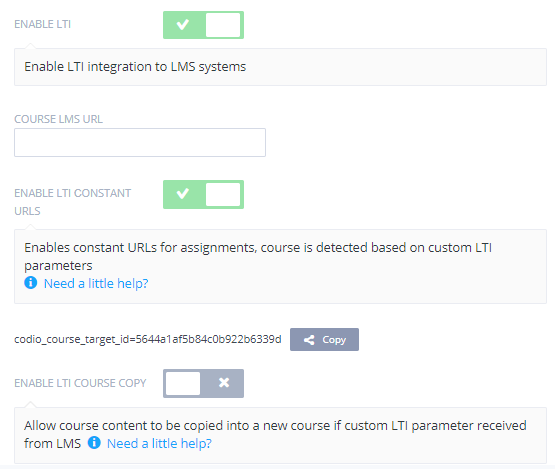 ENABLE LTI
Enable LTI integration to LMS systems
COURSE LMS URL
ENABLE LTI CONSTANT
URLS
Enables constant URLs for assignments, course is detected based on custom LTI
parameters
Need a little help?
codio_course_target_id=5644a1af5b84c0b922b6339d Copy
ENABLE LTI COURSE COPY
Allow course content to be copied into a new course if custom LTI parameter received
from LMS Need a little help?